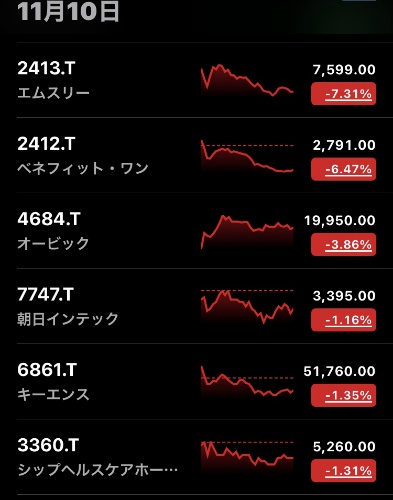 11月10日
2413.T
7,599.00
エムスリー
-7.31%
2412.T
2,791.00
ベネフィット・ワン
-6.47%
4684.T
19,950.00
オービック
-3.86%
7747.T
3,395.00
朝日インテック
-1.16%
6861.T
51,760.00
キーエンス
-1.35%
3360.T
5,260.00
シップヘルスケアホー…
-1.31%